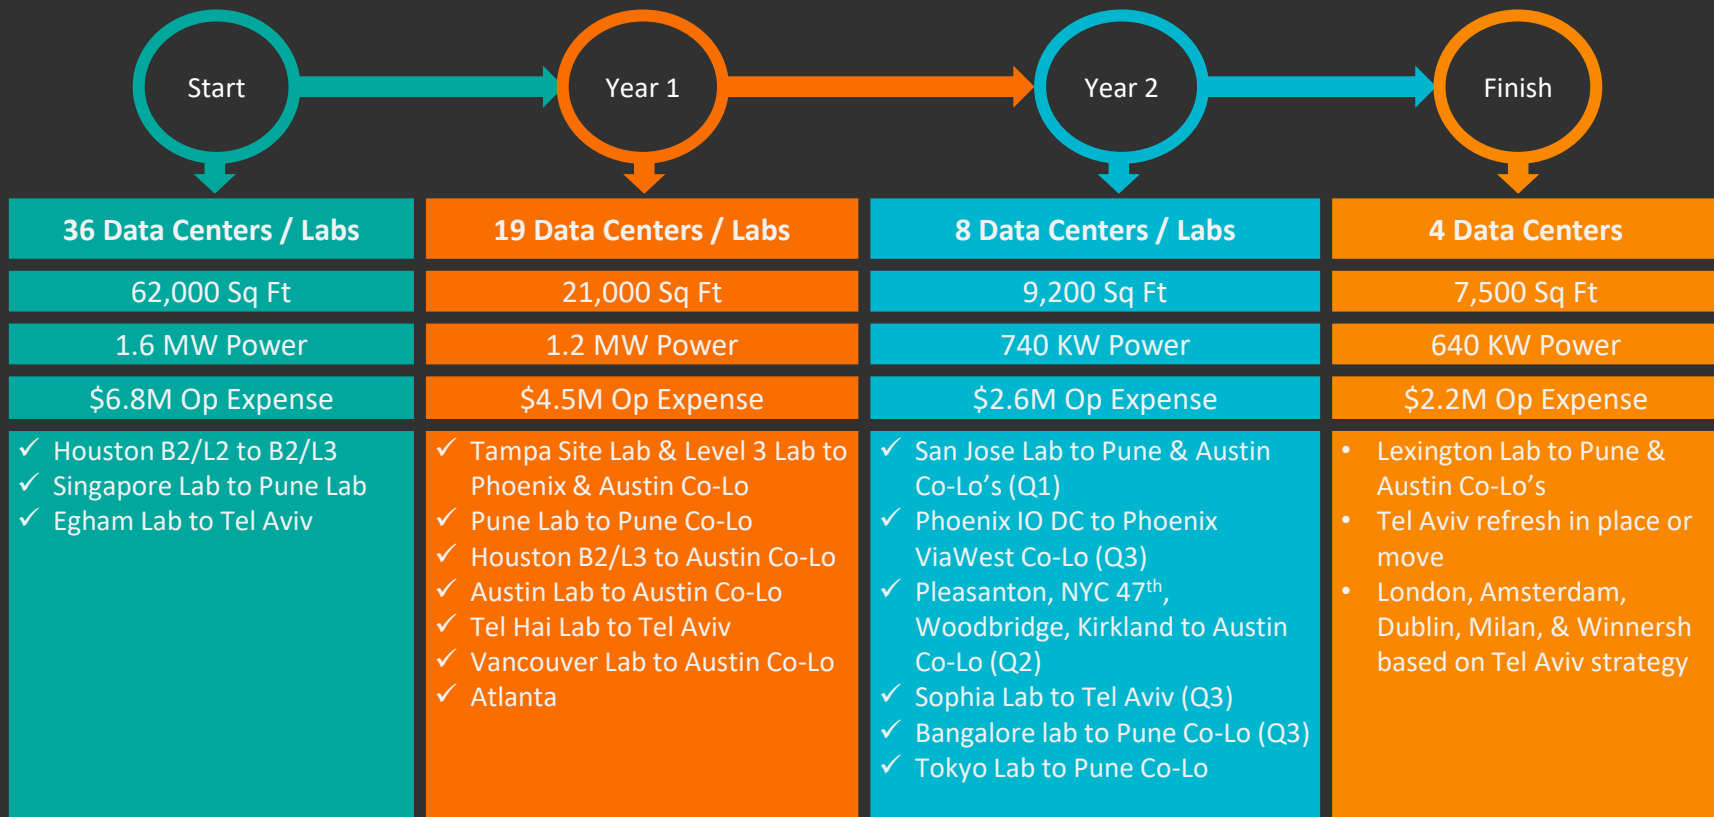 Start
Year 1
Year 2
Finish
36 Data Centers / Labs
62,000 Sq Ft
1.6 MW Power
$6.8M Op Expense
✓ Houston B2/L2 to B2/L3
✓ Singapore Lab to Pune Lab
✓ Egham Lab to Tel Aviv
19 Data Centers / Labs
21,000 Sq Ft
1.2 MW Power
$4.5M Op Expense
✓ Tampa Site Lab & Level 3 Lab to
Phoenix & Austin Co-Lo
✓ Pune Lab to Pune Co-Lo
✓ Houston B2/L3 to Austin Co-Lo
✓ Austin Lab to Austin Co-Lo
✓ Tel Hai Lab to Tel Aviv
✓ Vancouver Lab to Austin Co-Lo
✓ Atlanta
8 Data Centers / Labs
9,200 Sq Ft
740 KW Power
$2.6M Op Expense
✓ San Jose Lab to Pune & Austin
Co-Lo’s (Q1)
✓ Phoenix IO DC to Phoenix
ViaWest Co-Lo (Q3)
✓ Pleasanton, NYC 47th,
Woodbridge, Kirkland to Austin
Co-Lo (Q2)
✓ Sophia Lab to Tel Aviv (Q3)
✓ Bangalore lab to Pune Co-Lo (Q3)
✓ Tokyo Lab to Pune Co-Lo
4 Data Centers
7,500 Sq Ft
640 KW Power
$2.2M Op Expense
• Lexington Lab to Pune &
Austin Co-Lo’s
• Tel Aviv refresh in place or
move
• London, Amsterdam,
Dublin, Milan, & Winnersh
based on Tel Aviv strategy